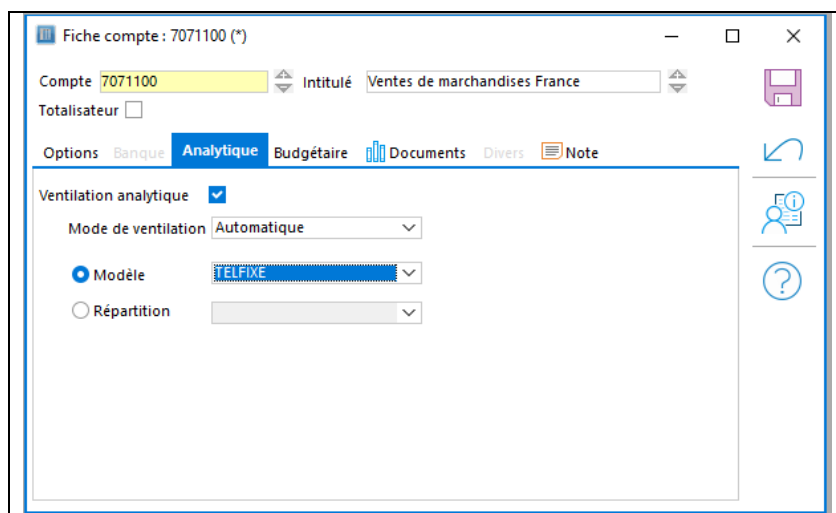 Fiche compte : 7071100 (*)
Compte 7071100 Intitulé Ventes de marchandises France
Totalisateur
Options Banque Analytique Budgétaire Documents Divers Note
Ventilation analytique
Mode de ventilation Automatique
Modèle TELFIXE
Répartition